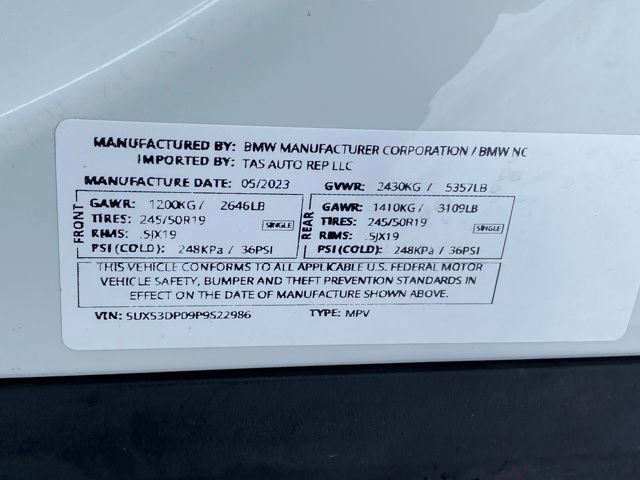 MANUFACTURED BY: BMW MANUFACTURER CORPORATION / BMW NC
IMPORTED BY: TAS AUTO REP LLC
MANUFACTURE DATE: 05/2023 GVWR: 2430KG / 5357LB
FRONT
GAWR: 1200KG / 2646LB
TIRES: 245/50R19 SINGLE
RIMS: .5JX19
PSI(COLD): 248KPa / 36PSI
REAR
GAWR: 1410KG / 3109LB
TIRES: 245/50R19 SINGLE
RIMS: .5JX19
PSI(COLD): 248KPa / 36PSI
THIS VEHICLE CONFORMS TO ALL APPLICABLE U.S. FEDERAL MOTOR
VEHICLE SAFETY, BUMPER AND THEFT PREVENTION STANDARDS IN
EFFECT ON THE DATE OF MANUFACTURE SHOWN ABOVE.
VIN: 5UX53DP09P9S22986 TYPE: MPV